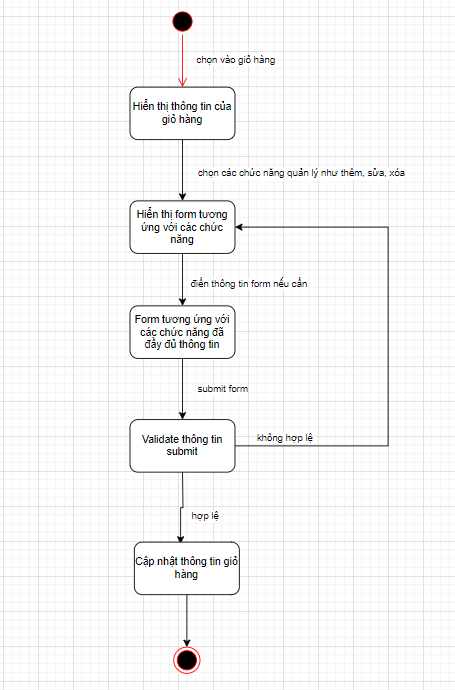 chọn vào giỏ hàng
Hiển thị thông tin của
giỏ hàng
chọn các chức năng quản lý như thêm, sửa, xóa
Hiển thị form tương
ứng với các chức
năng
điền thông tin form nếu cần
Form tương ứng với
các chức năng đã
đầy đủ thông tin
submit form
Validate thông tin
submit
không hợp lệ
hợp lệ
Cập nhật thông tin giỏ
hàng